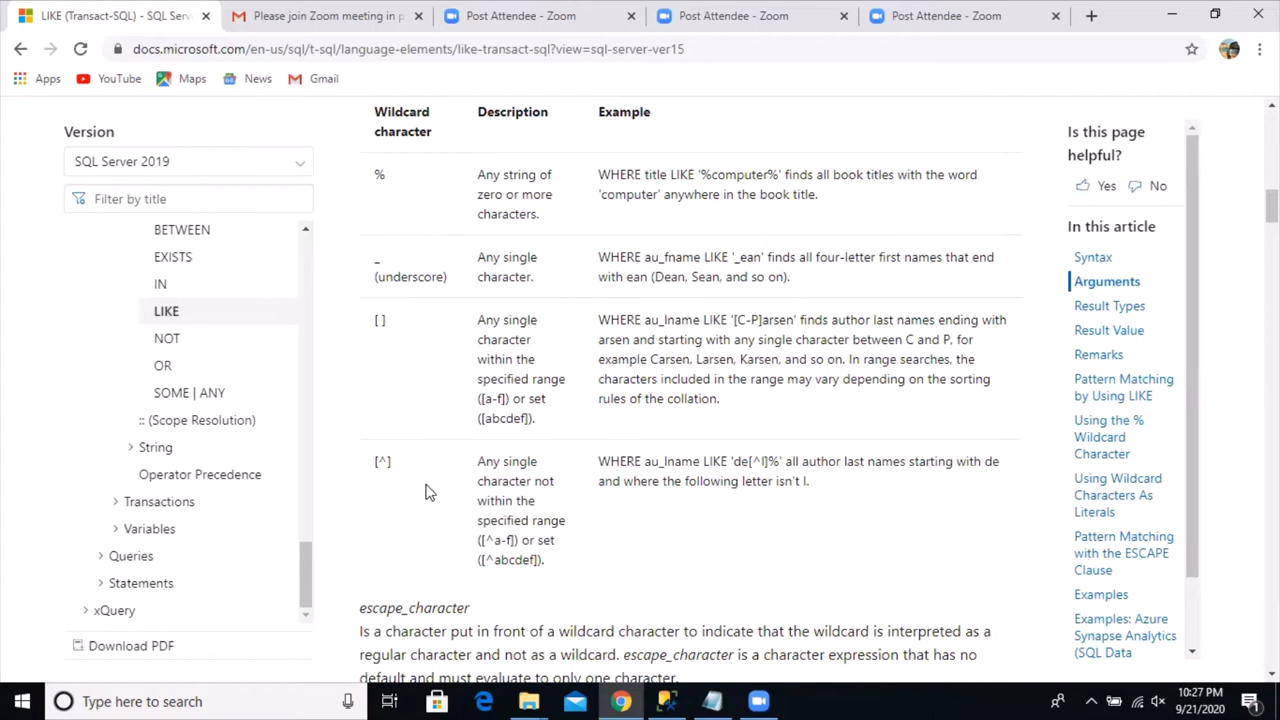 LIKE (Transact-SQL) - SQL Serve
Please join Zoom meeting in p
Post Attendee - Zoom
Post Attendee - Zoom
Post Attendee - Zoom
docs.microsoft.com/en-us/sql/t-sql/language-elements/like-transact-sql?view=sql-server-ver15
Apps
YouTube
Maps
News
Gmail
Version
SQL Server 2019
Filter by title
BETWEEN
EXISTS
IN
LIKE
NOT
OR
SOME | ANY
:: (Scope Resolution)
String
Operator Precedence
Transactions
Variables
Queries
Statements
xQuery
Download PDF
Wildcard
character
Description
Example
%
Any string of
zero or more
characters.
WHERE title LIKE '%computer%' finds all book titles with the word
'computer' anywhere in the book title.
_
(underscore)
Any single
character.
WHERE au_fname LIKE '_ean' finds all four-letter first names that end
with ean (Dean, Sean, and so on).
[ ]
Any single
character
within the
specified range
([a-f]) or set
([abcdef]).
WHERE au_lname LIKE '[C-P]arsen' finds author last names ending with
arsen and starting with any single character between C and P, for
example Carsen, Larsen, Karsen, and so on. In range searches, the
characters included in the range may vary depending on the sorting
rules of the collation.
[^]
Any single
character not
within the
specified range
([^a-f]) or set
([^abcdef]).
WHERE au_lname LIKE 'de[^l]%' all author last names starting with de
and where the following letter isn't l.
escape_character
Is a character put in front of a wildcard character to indicate that the wildcard is interpreted as a
regular character and not as a wildcard. escape_character is a character expression that has no
default and must evaluate to only one character.
Is this page
helpful?
Yes
No
In this article
Syntax
Arguments
Result Types
Result Value
Remarks
Pattern Matching
by Using LIKE
Using the %
Wildcard
Character
Using Wildcard
Characters As
Literals
Pattern Matching
with the ESCAPE
Clause
Examples
Examples: Azure
Synapse Analytics
(SQL Data
Type here to search
10:27 PM
9/21/2020
1